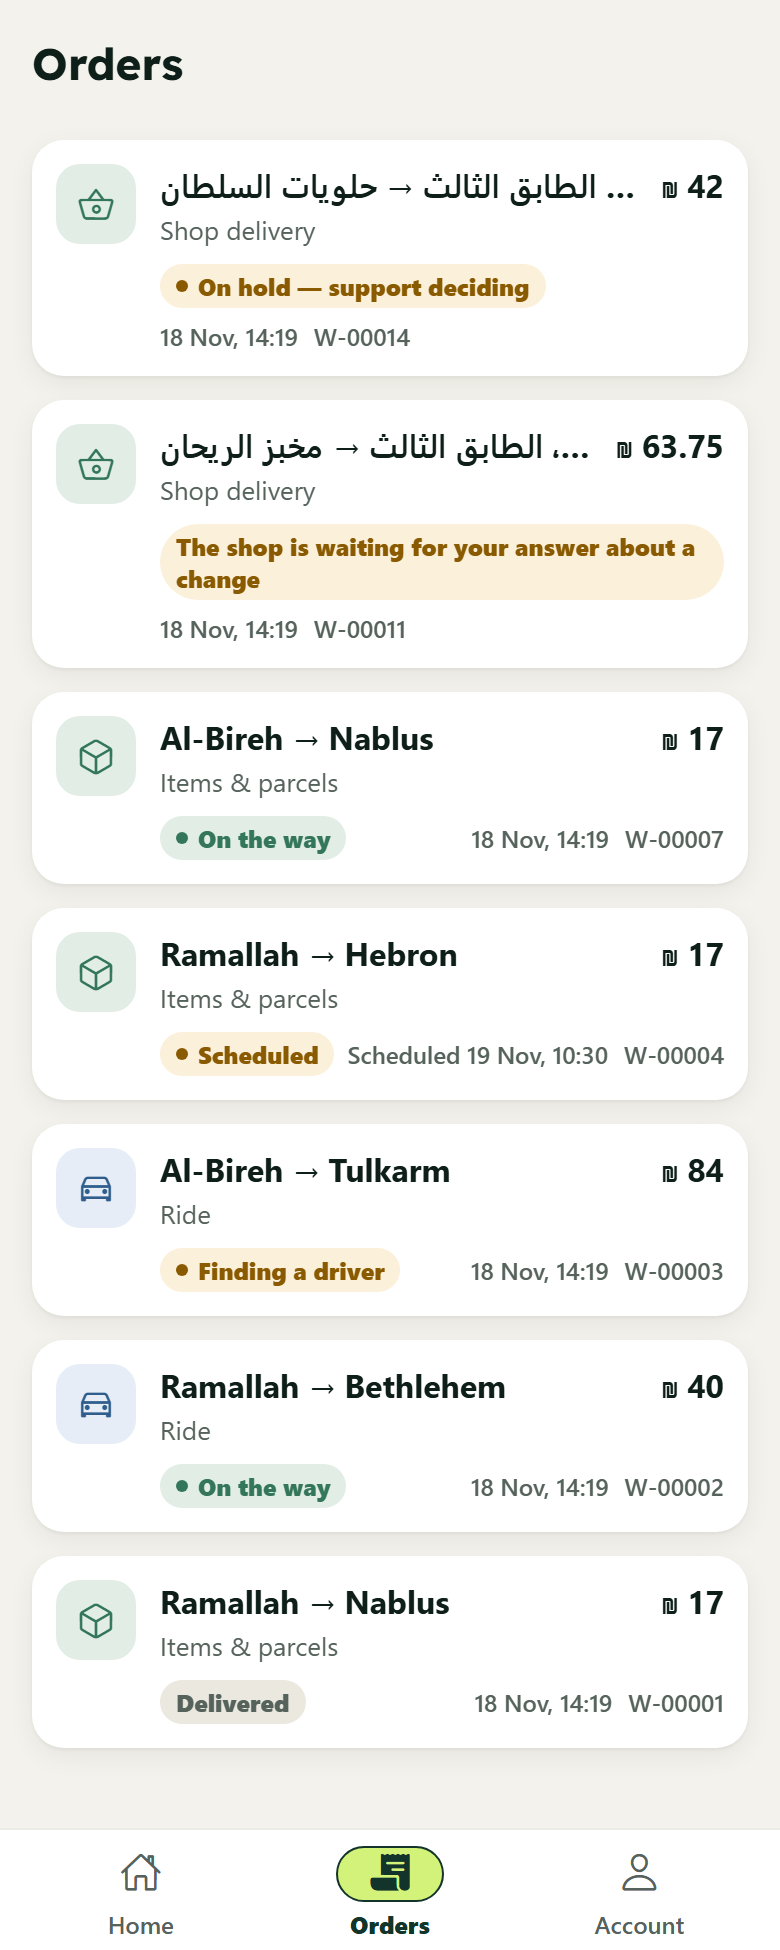 Orders
حلويات السلطان → الطابق الثالث ...
₪ 42
Shop delivery
On hold — support deciding
18 Nov, 14:19 W-00014
مخبز الريحان → الطابق الثالث ،...
₪ 63.75
Shop delivery
The shop is waiting for your answer about a
change
18 Nov, 14:19 W-00011
Al-Bireh → Nablus
₪ 17
Items & parcels
On the way
18 Nov, 14:19 W-00007
Ramallah → Hebron
₪ 17
Items & parcels
Scheduled
Scheduled 19 Nov, 10:30 W-00004
Al-Bireh → Tulkarm
₪ 84
Ride
Finding a driver
18 Nov, 14:19 W-00003
Ramallah → Bethlehem
₪ 40
Ride
On the way
18 Nov, 14:19 W-00002
Ramallah → Nablus
₪ 17
Items & parcels
Delivered
18 Nov, 14:19 W-00001
Home
Orders
Account